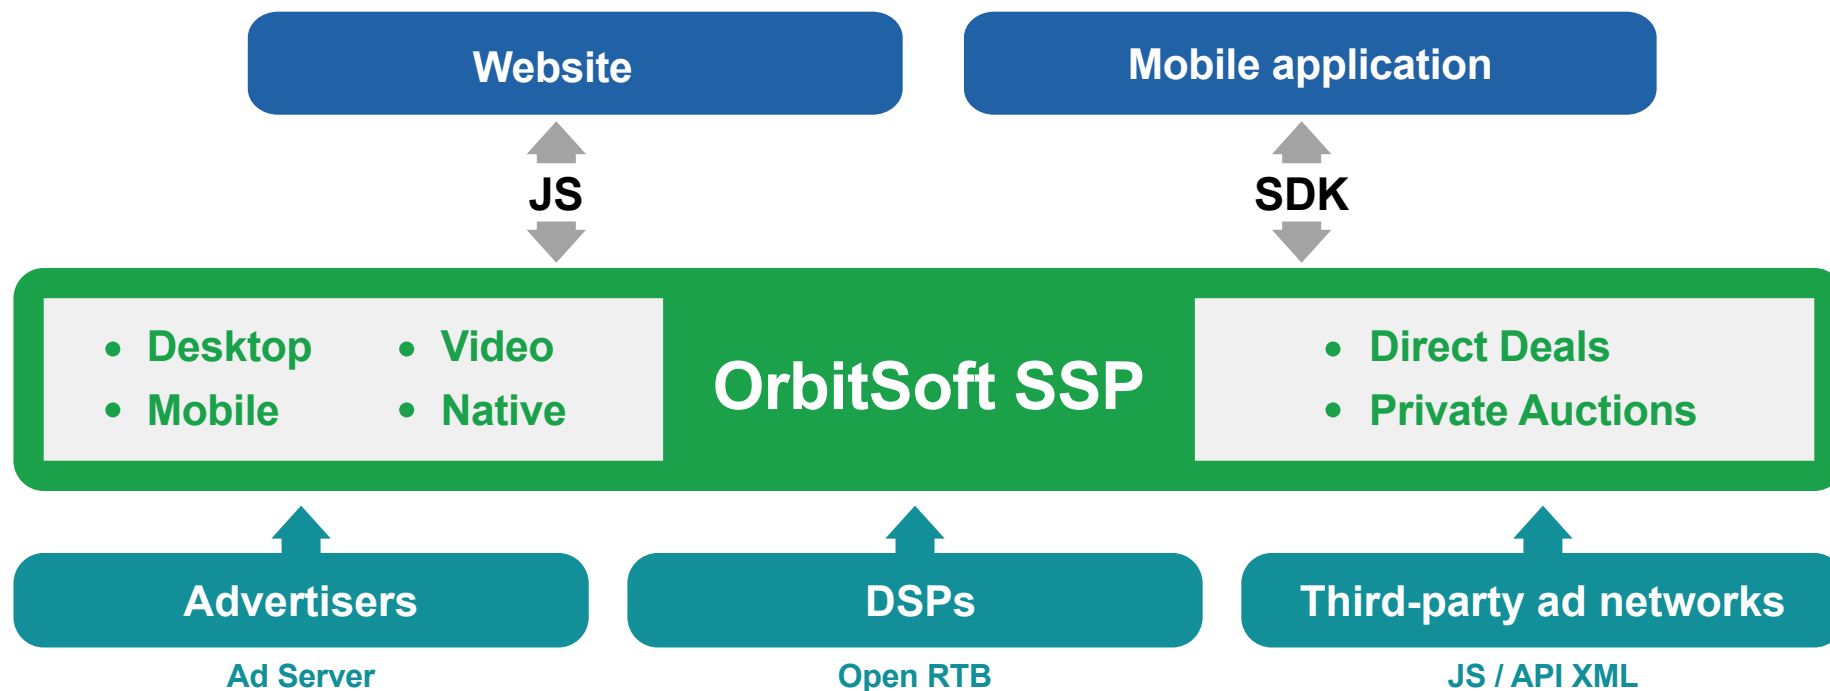 Website
Mobile application
JS
SDK
• Desktop
• Video
• Mobile
• Native
OrbitSoft SSP
• Direct Deals
• Private Auctions
Advertisers
DSPs
Third-party ad networks
Ad Server
Open RTB
JS / API XML